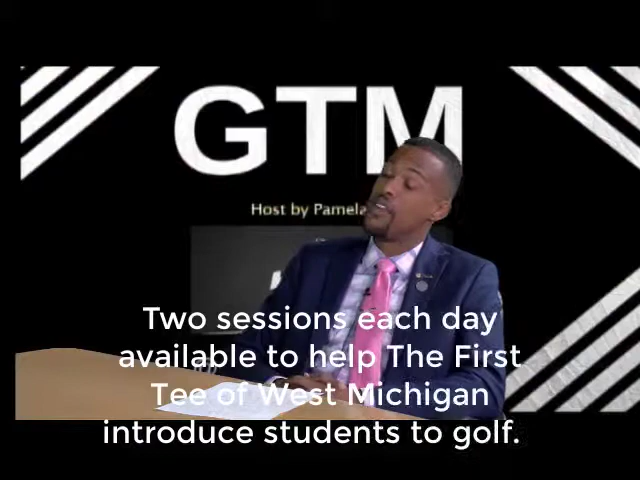 GTM
Host by Pamela
Two sessions each day
available to help The First
Tee of West Michigan
introduce students to golf.